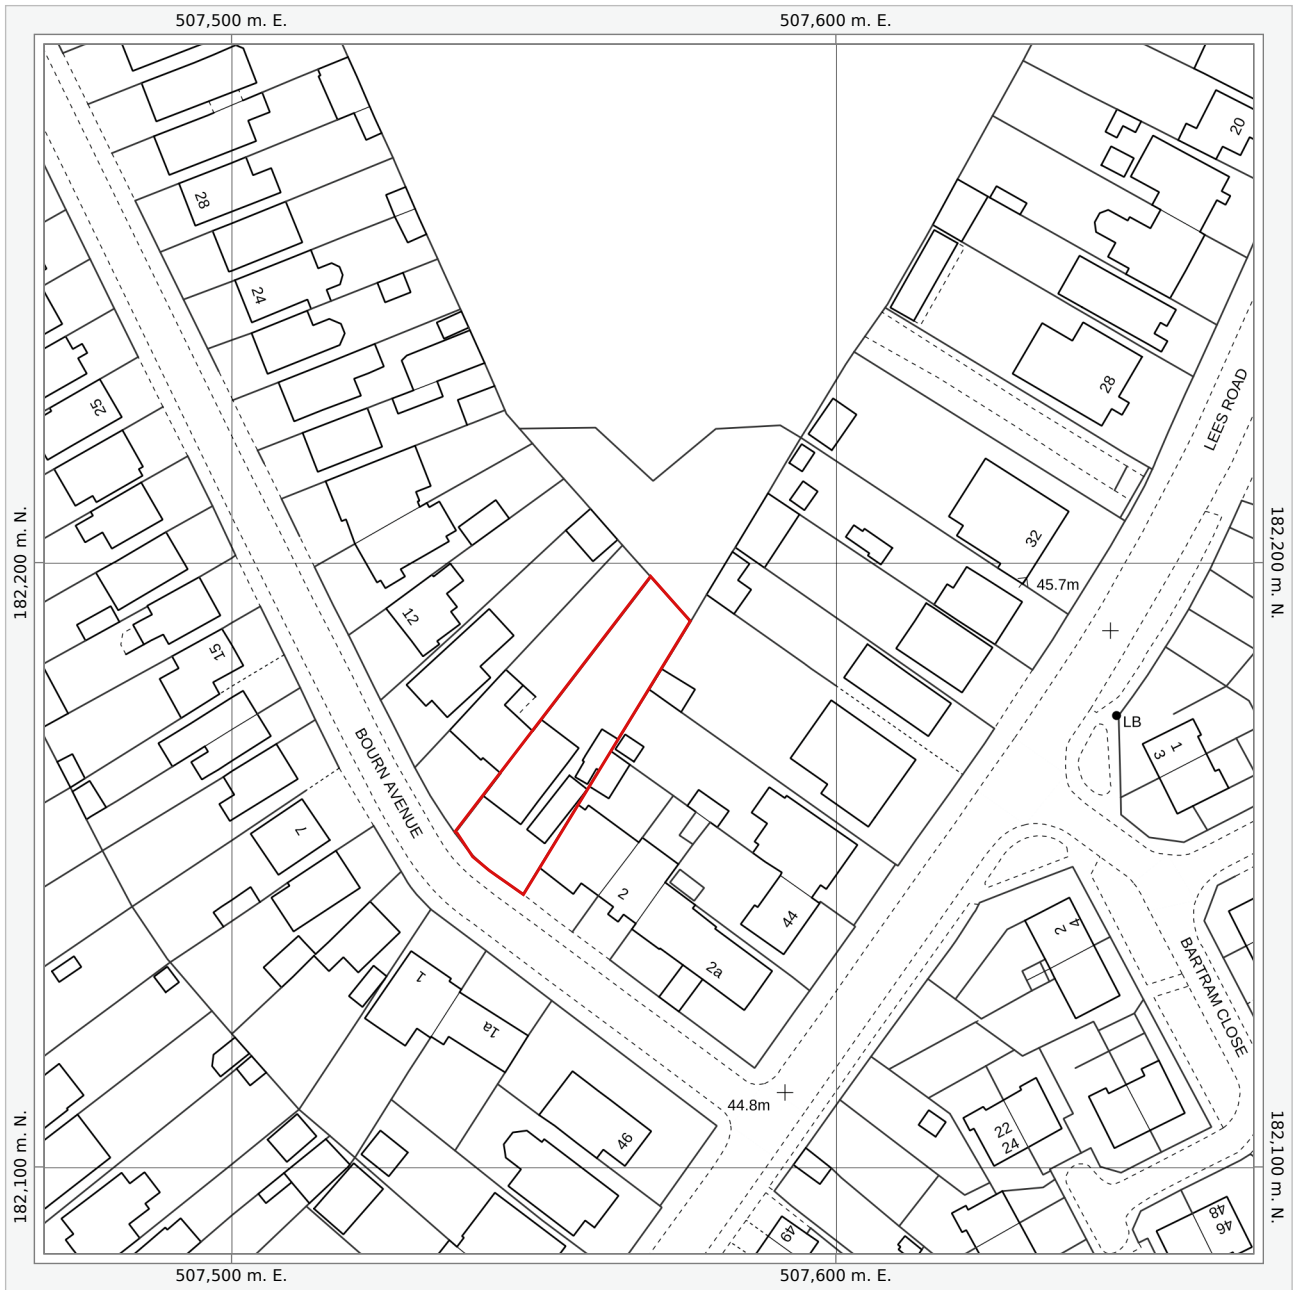 507,500 m. E.
507,600 m. E.
20
28
24
28
25
LEES ROAD
182,200 m. N.
182,200 m. N.
32
45.7m
12
15
LB
1
3
BOURN AVENUE
7
2
44
2
4
2a
1
1a
BARTRAM CLOSE
44.8m
46
22
24
182,100 m. N.
182,100 m. N.
49
48
46
507,500 m. E.
507,600 m. E.